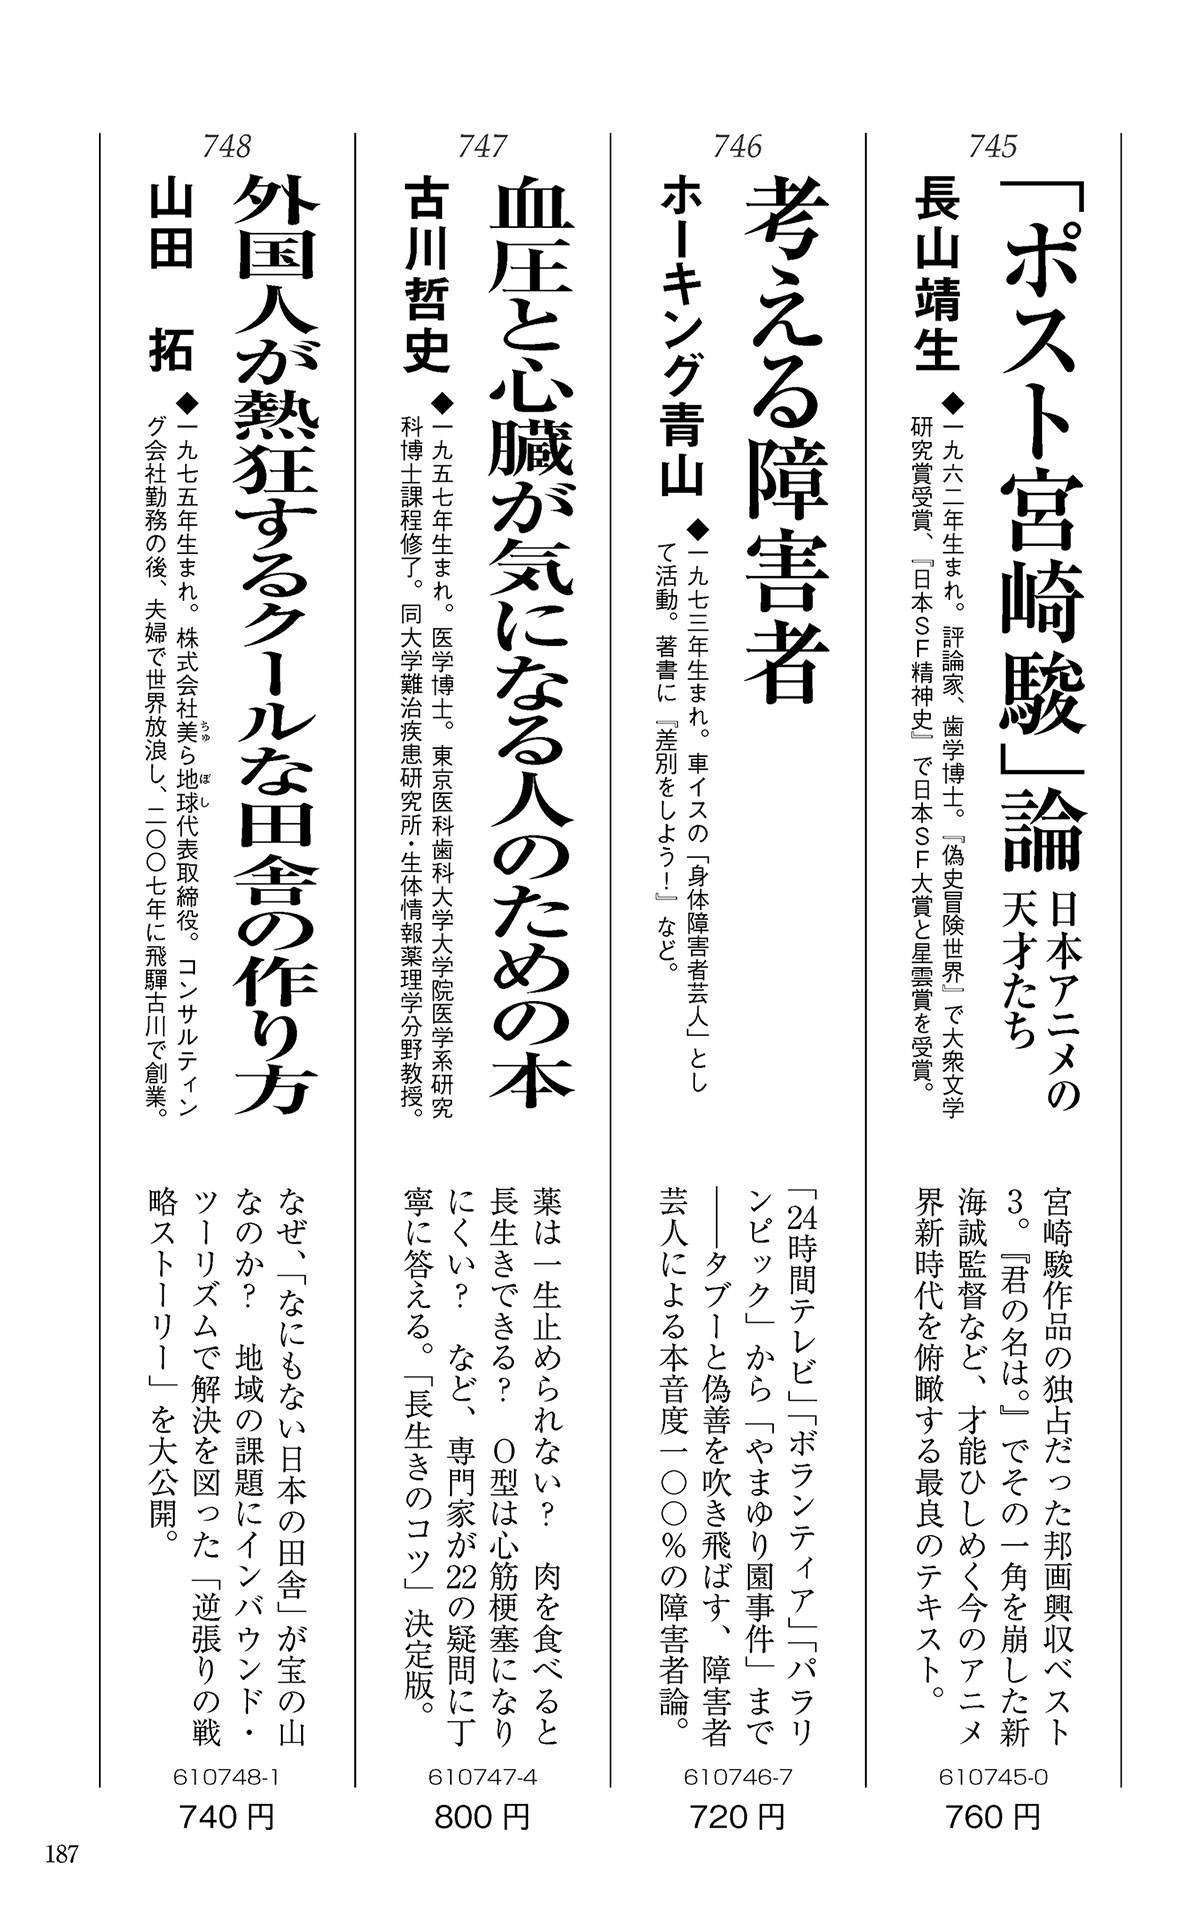 745
「ポスト宮崎駿」論
日本アニメの
天才たち
長山靖生
◆一九六二年生まれ。評論家、歯学博士。『偽史冒険世界』で大衆文学
研究賞受賞、『日本SF精神史』で日本SF大賞と星雲賞を受賞。
宮崎駿作品の独占だった邦画興収ベスト
3。『君の名は。』でその一角を崩した新
海誠監督など、才能ひしめく今のアニメ
界新時代を俯瞰する最良のテキスト。
610745-0
760円
746
考える障害者
ホーキング青山
◆一九七三年生まれ。車イスの「身体障害者芸人」とし
て活動。著書に『差別をしよう!』など。
「24時間テレビ」「ボランティア」「パラリ
ンピック」から「やまゆり園事件」まで
――タブーと偽善を吹き飛ばす、障害者
芸人による本音度一〇〇%の障害者論。
610746-7
720円
747
血圧と心臓が気になる人のための本
古川哲史
◆一九五七年生まれ。医学博士。東京医科歯科大学大学院医学系研究
科博士課程修了。同大学難治疾患研究所・生体情報薬理学分野教授。
薬は一生止められない? 肉を食べると
長生きできる? O型は心筋梗塞になり
にくい? など、専門家が22の疑問に丁
寧に答える。「長生きのコツ」決定版。
610747-4
800円
748
外国人が熱狂するクールな田舎の作り方
山田 拓
◆一九七五年生まれ。株式会社美ら地球代表取締役。コンサルティン
ちゅ ぼし
グ会社勤務の後、夫婦で世界放浪し、二〇〇七年に飛騨古川で創業。
なぜ、「なにもない日本の田舎」が宝の山
なのか? 地域の課題にインバウンド・
ツーリズムで解決を図った「逆張りの戦
略ストーリー」を大公開。
610748-1
740円
187